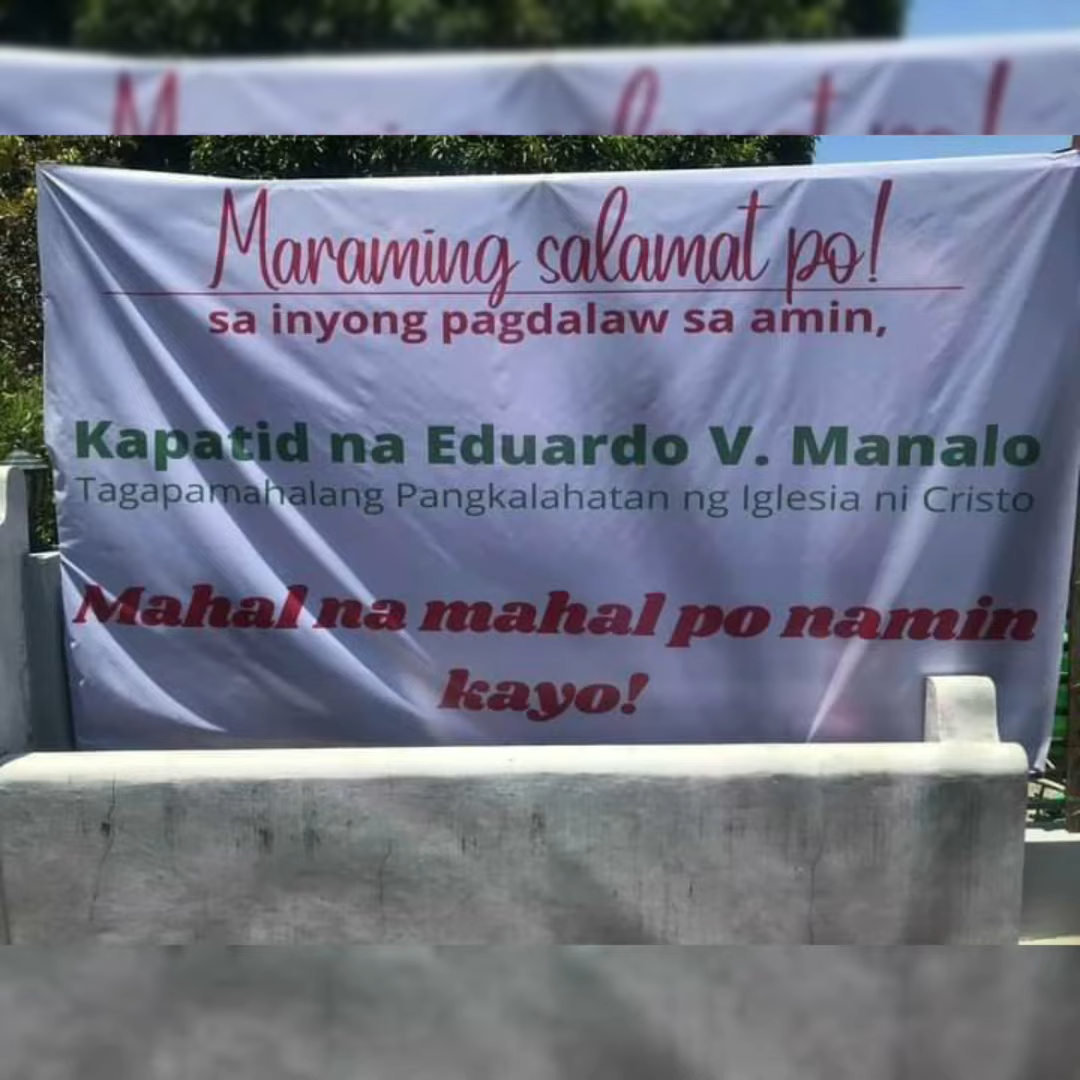 Maraming salamat po!
sa inyong pagdalaw sa amin,
Kapatid na Eduardo V. Manalo
Tagapamahalang Pangkalahatan ng Iglesia ni Cristo
Mahal na mahal po namin
kayo!